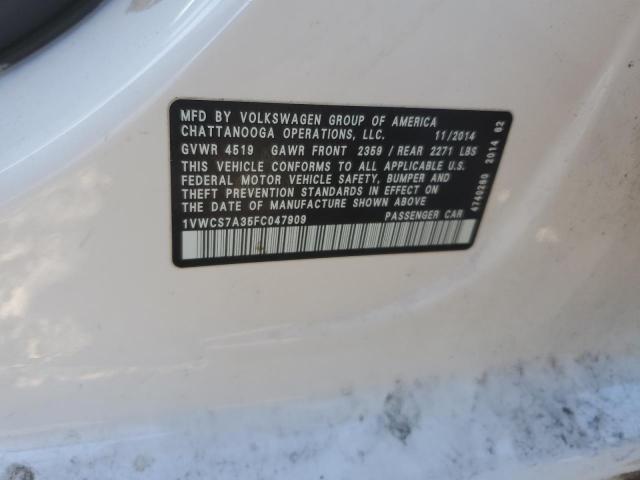 MFD BY VOLKSWAGEN GROUP OF AMERICA
CHATTANOOGA OPERATIONS, LLC. 11/2014
GVWR 4519 GAWR FRONT 2359 / REAR 2271 LBS
THIS VEHICLE CONFORMS TO ALL APPLICABLE U.S.
FEDERAL MOTOR VEHICLE SAFETY, BUMPER AND
THEFT PREVENTION STANDARDS IN EFFECT ON
THE DATE OF MANUFACTURE SHOWN ABOVE
1VWCS7A35FC047909 PASSENGER CAR
4740280 2014 82